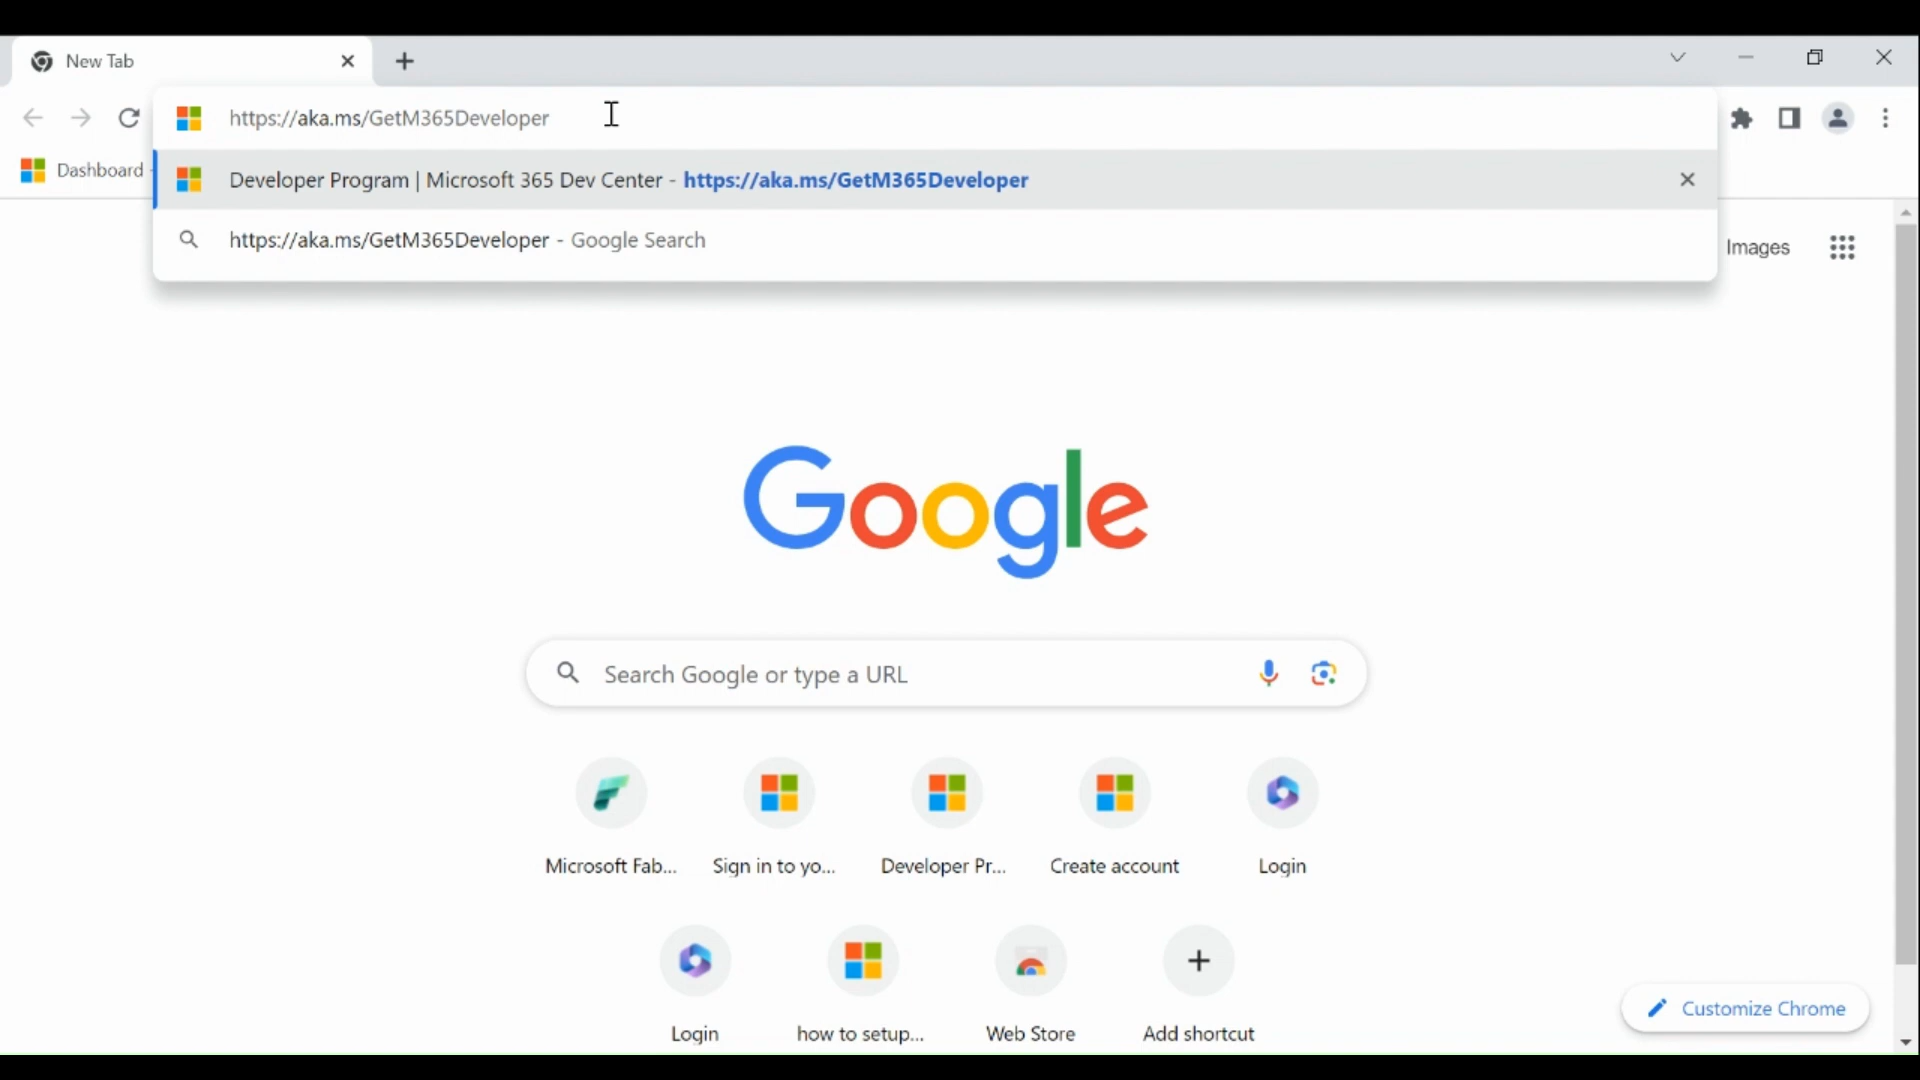 New Tab
https://aka.ms/GetM365Developer
Dashboard
Developer Program | Microsoft 365 Dev Center - https://aka.ms/GetM365Developer
https://aka.ms/GetM365Developer - Google Search
Images
Google
Search Google or type a URL
Microsoft Fab...
Sign in to yo...
Developer Pr...
Create account
Login
Login
how to setup...
Web Store
Add shortcut
Customize Chrome